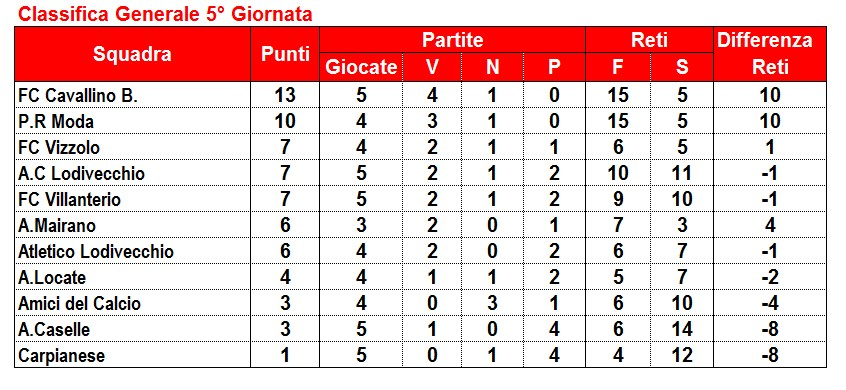 Classifica Generale 5° Giornata
Squadra Punti Partite Reti Differenza Reti
Giocate V N P F S
FC Cavallino B. 13 5 4 1 0 15 5 10
P.R Moda 10 4 3 1 0 15 5 10
FC Vizzolo 7 4 2 1 1 6 5 1
A.C Lodivecchio 7 5 2 1 2 10 11 -1
FC Villanterio 7 5 2 1 2 9 10 -1
A.Mairano 6 3 2 0 1 7 3 4
Atletico Lodivecchio 6 4 2 0 2 6 7 -1
A.Locate 4 4 1 1 2 5 7 -2
Amici del Calcio 3 4 0 3 1 6 10 -4
A.Caselle 3 5 1 0 4 6 14 -8
Carpianese 1 5 0 1 4 4 12 -8